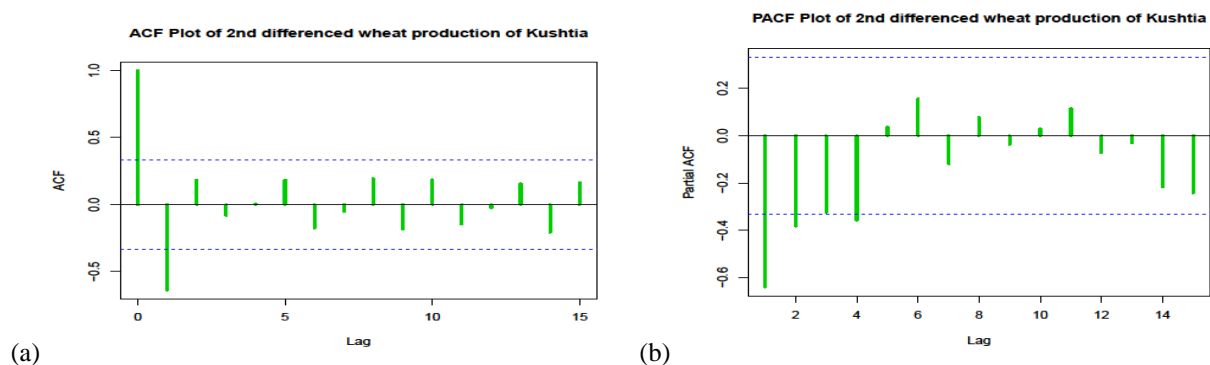 ACF Plot of 2nd differenced wheat production of Kushtia
ACF
1.0
0.5
0.0
−0.5
0 5 10 15
Lag
(a)
PACF Plot of 2nd differenced wheat production of Kushtia
Partial ACF
0.2
0.0
−0.2
−0.4
−0.6
2 4 6 8 10 12 14
Lag
(b)